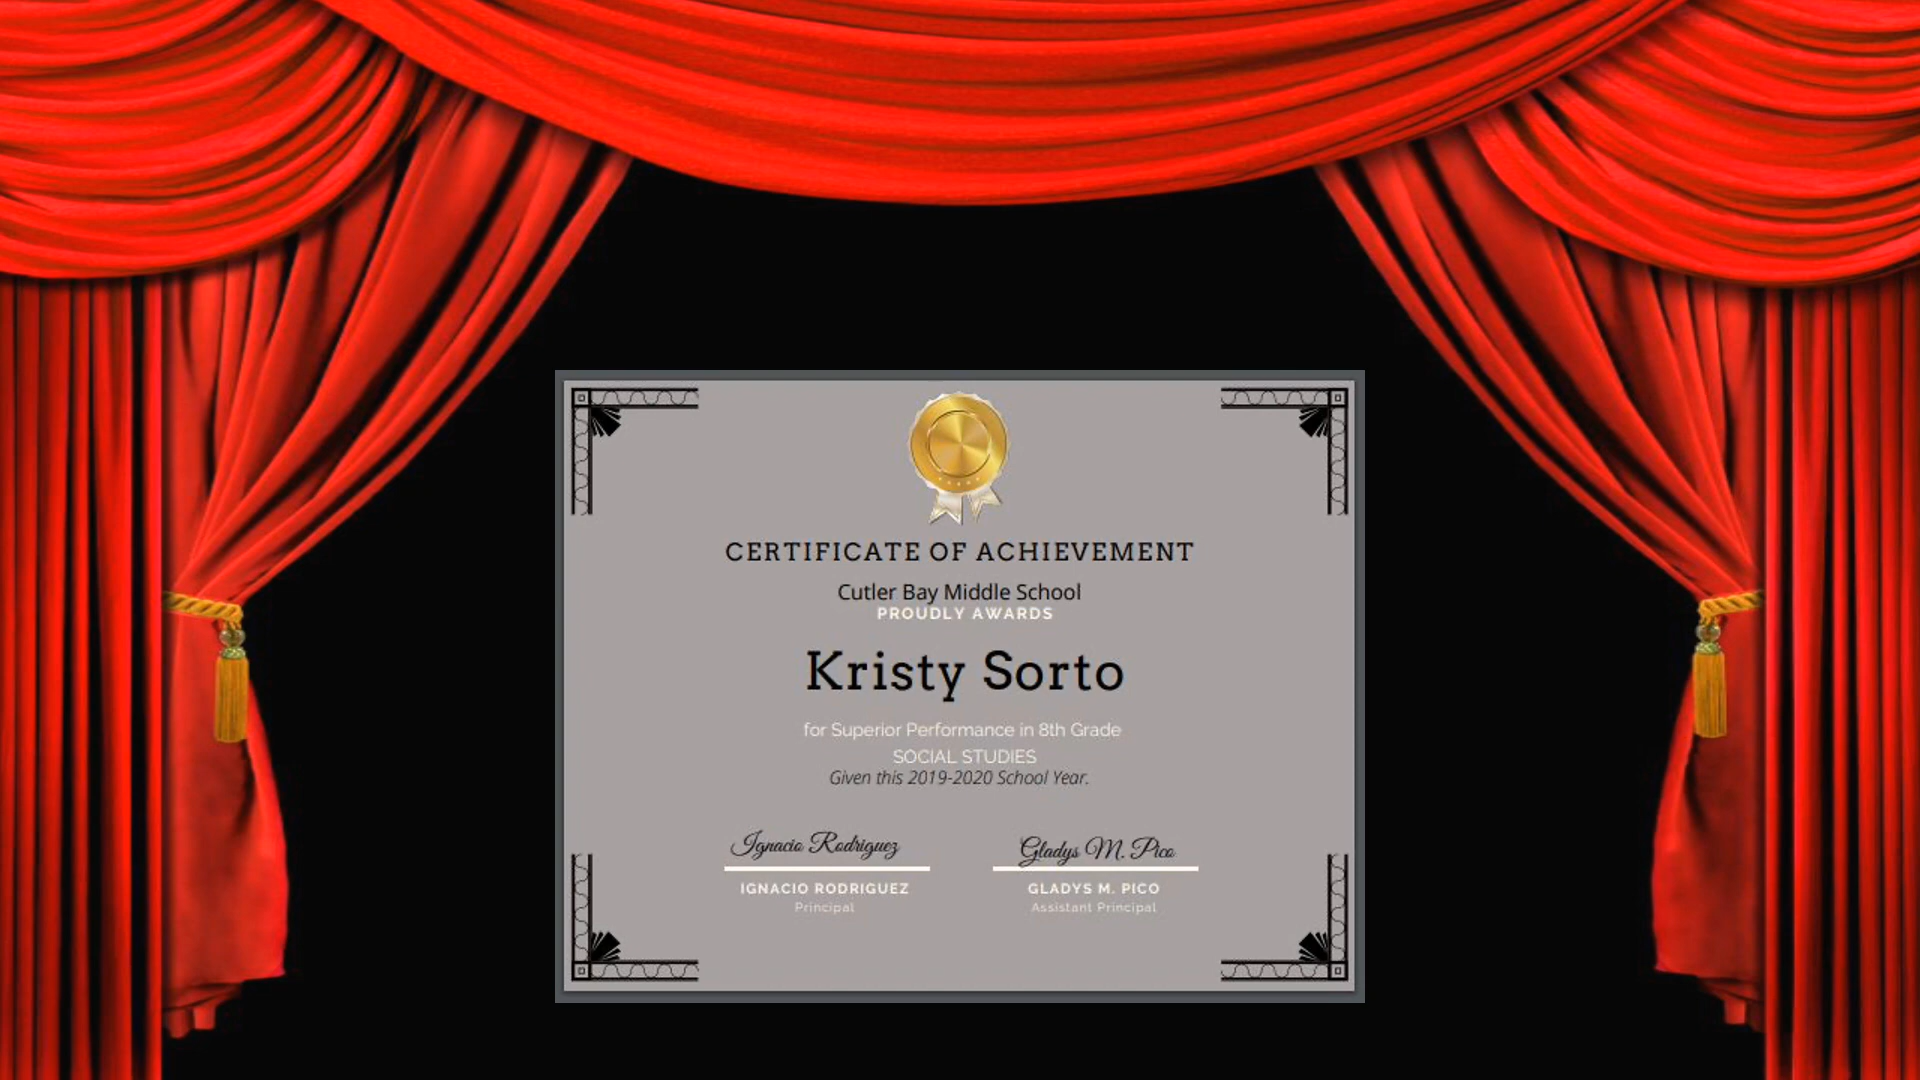 CERTIFICATE OF ACHIEVEMENT
Cutler Bay Middle School
PROUDLY AWARDS
Kristy Sorto
for Superior Performance in 8th Grade
SOCIAL STUDIES
Given this 2019-2020 School Year.
Ignacio Rodriguez
Gladys M. Pico
IGNACIO RODRIGUEZ
GLADYS M. PICO
Principal
Assistant Principal